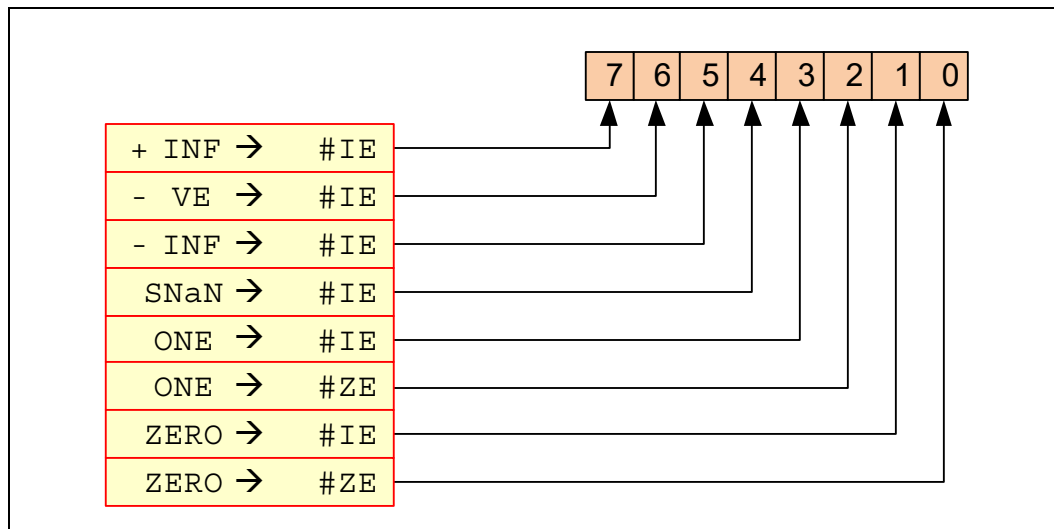 7 6 5 4 3 2 1 0
+ INF → #IE
- VE → #IE
- INF → #IE
SNaN → #IE
ONE → #IE
ONE → #ZE
ZERO → #IE
ZERO → #ZE